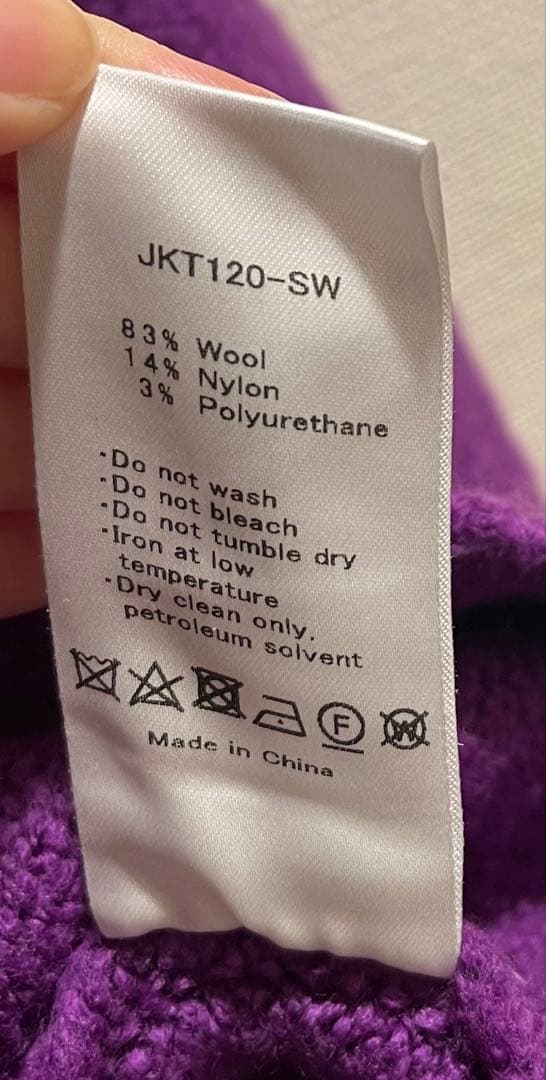 JKT120-SW
83% Wool
14% Nylon
3% Polyurethane
·Do not wash
·Do not bleach
·Do not tumble dry
·Iron at low
temperature
·Dry clean only.
petroleum solvent
F W
Made in China